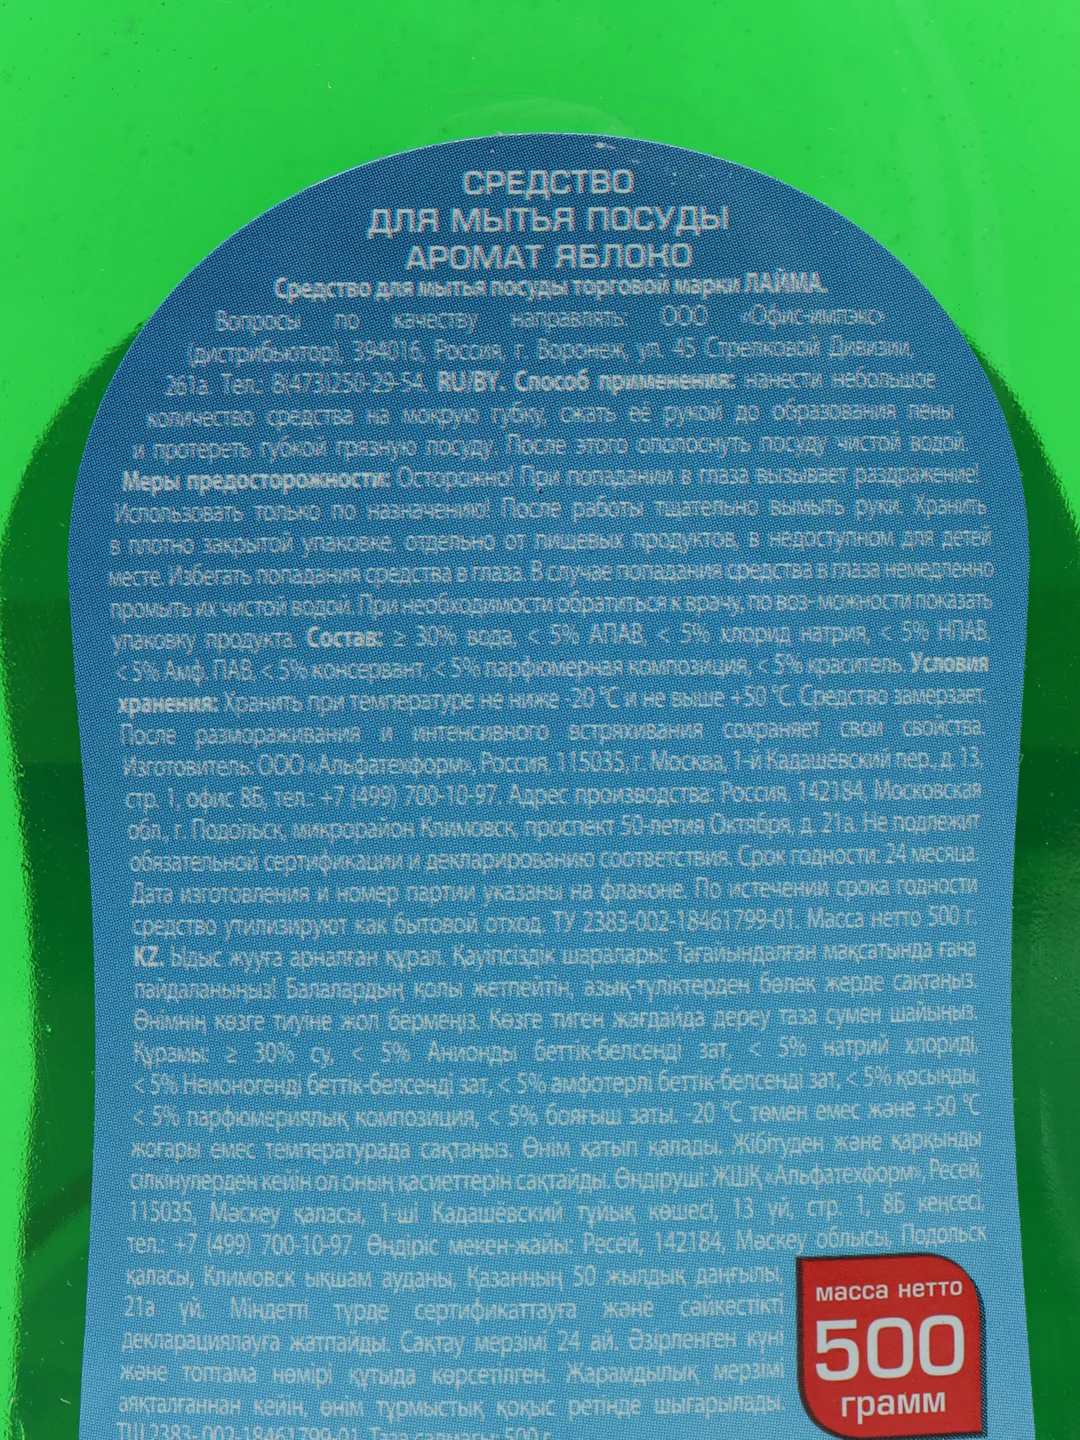 СРЕДСТВО
ДЛЯ МЫТЬЯ ПОСУДЫ
АРОМАТ ЯБЛОКО
Средство для мытья посуды торговой марки ЛАЙМА.
Вопросы по качеству направлять: ООО «Офис-импэкс»
(дистрибьютор), 394016, Россия, г. Воронеж, ул. 45 Стрелковой Дивизии,
261а. Тел.: 8(473)250-29-54. RU/BY. Способ применения: нанести небольшое
количество средства на мокрую губку, сжать её рукой до образования пены
и протереть губкой грязную посуду. После этого ополоснуть посуду чистой водой.
Меры предосторожности: Осторожно! При попадании в глаза вызывает раздражение!
Использовать только по назначению! После работы тщательно вымыть руки. Хранить
в плотно закрытой упаковке, отдельно от пищевых продуктов, в недоступном для детей
месте. Избегать попадания средства в глаза. В случае попадания средства в глаза немедленно
промыть их чистой водой. При необходимости обратиться к врачу, по воз- можности показать
упаковку продукта. Состав: ≥ 30% вода, < 5% АПАВ, < 5% хлорид натрия, < 5% НПАВ,
< 5% Амф. ПАВ, < 5% консервант, < 5% парфюмерная композиция, < 5% краситель. Условия
хранения: Хранить при температуре не ниже -20 °C и не выше +50 °C. Средство замерзает.
После размораживания и интенсивного встряхивания сохраняет свои свойства.
Изготовитель: ООО «Альфатехформ», Россия, 115035, г. Москва, 1-й Кадашёвский пер., д. 13,
стр. 1, офис 8Б, тел.: +7 (499) 700-10-97. Адрес производства: Россия, 142184, Московская
обл., г. Подольск, микрорайон Климовск, проспект 50-летия Октября, д. 21а. Не подлежит
обязательной сертификации и декларированию соответствия. Срок годности: 24 месяца.
Дата изготовления и номер партии указаны на флаконе. По истечении срока годности
средство утилизируют как бытовой отход. ТУ 2383-002-18461799-01. Масса нетто 500 г.
KZ. Ыдыс жууға арналған құрал. Қауіпсіздік шаралары: Тағайындалған мақсатында ғана
пайдаланыңыз! Балалардың қолы жетпейтін, азық-түліктерден бөлек жерде сақтаңыз.
Өнімнің көзге тиуіне жол бермеңіз. Көзге тиген жағдайда дереу таза сумен шайыңыз.
Құрамы: ≥ 30% су, < 5% Анионды беттік-белсенді зат, < 5% натрий хлориді,
< 5% Неионогенді беттік-белсенді зат, < 5% амфотерлі беттік-белсенді зат, < 5% қосынды,
< 5% парфюмериялық композиция, < 5% бояғыш заты. -20 °C төмен емес және +50 °C
жоғары емес температурада сақтаңыз. Өнім қатып қалады. Жібітуден және қарқынды
сілкінулерден кейін ол оның қасиеттерін сақтайды. Өндіруші: ЖШҚ «Альфатехформ», Ресей,
115035, Мәскеу қаласы, 1-ші Кадашёвский тұйық көшесі, 13 үй, стр. 1, 8Б кеңсесі,
тел.: +7 (499) 700-10-97. Өндіріс мекен-жайы: Ресей, 142184, Мәскеу облысы, Подольск
қаласы, Климовск ықшам ауданы, Қазанның 50 жылдық даңғылы,
21а үй. Міндетті түрде сертификаттауға және сәйкестікті
декларациялауға жатпайды. Сақтау мерзімі 24 ай. Әзірленген күні
және топтама нөмірі құтыда көрсетілген. Жарамдылық мерзімі
аяқталғаннан кейін, өнім тұрмыстық қоқыс ретінде шығарылады.
ТШ 2383-002-18461799-01. Таза салмағы: 500 г.
масса нетто
500
грамм